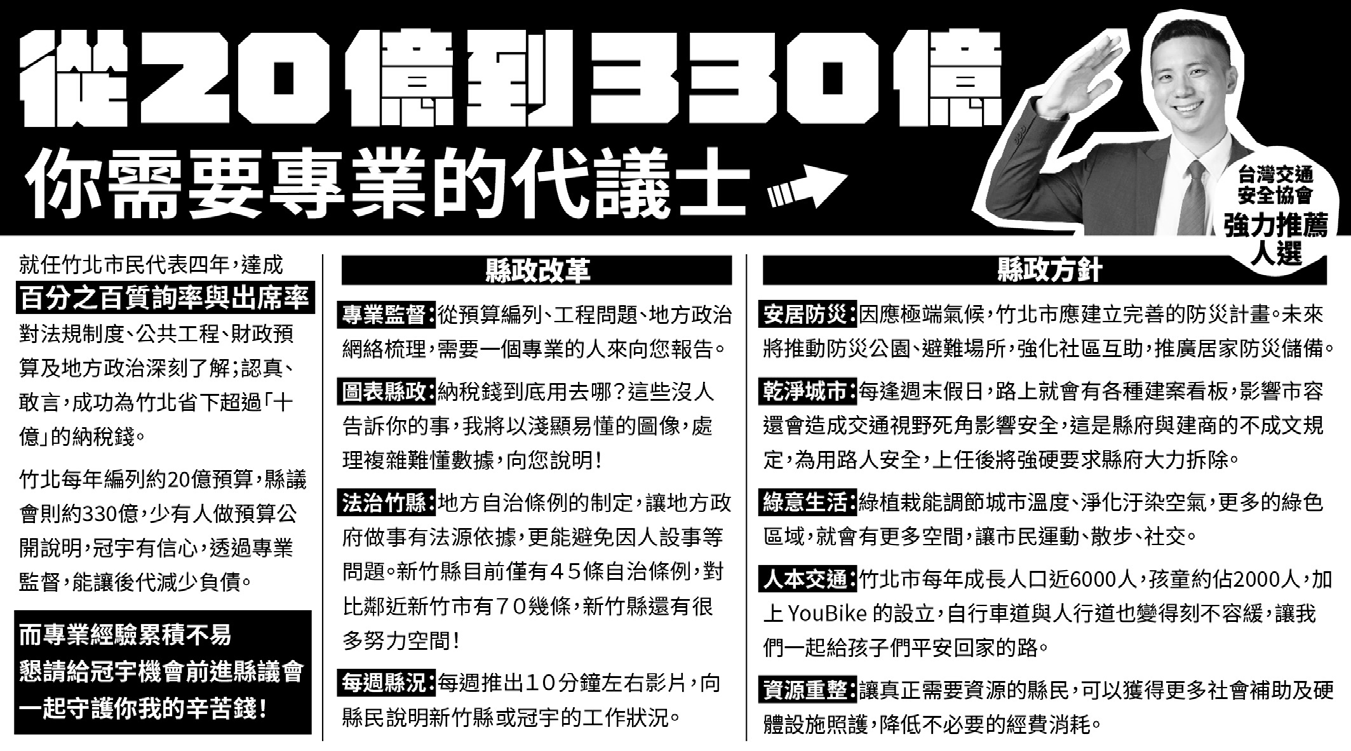 從20億到330億
你需要專業的代議士
台灣交通
安全協會
強力推薦
人選
就任竹北市民代表四年，達成
百分之百質詢率與出席率
對法規制度、公共工程、財政預
算及地方政治深刻了解；認真、
敢言，成功為竹北省下超過「十
億」的納稅錢。
竹北每年編列約20億預算，縣議
會則約330億，少有人做預算公
開說明，冠宇有信心，透過專業
監督，能讓後代減少負債。
而專業經驗累積不易
懇請給冠宇機會前進縣議會
一起守護你我的辛苦錢！
縣政改革
專業監督：從預算編列、工程問題、地方政治
網絡梳理，需要一個專業的人來向您報告。
圖表縣政：納稅錢到底用去哪？這些沒人
告訴你的事，我將以淺顯易懂的圖像，處
理複雜難懂數據，向您說明！
法治竹縣：地方自治條例的制定，讓地方政
府做事有法源依據，更能避免因人設事等
問題。新竹縣目前僅有４５條自治條例，對
比鄰近新竹市有７０幾條，新竹縣還有很
多努力空間！
每週縣況：每週推出１０分鐘左右影片，向
縣民說明新竹縣或冠宇的工作狀況。
縣政方針
安居防災：因應極端氣候，竹北市應建立完善的防災計畫。未來
將推動防災公園、避難場所，強化社區互助，推廣居家防災儲備。
乾淨城市：每逢週末假日，路上就會有各種建案看板，影響市容
還會造成交通視野死角影響安全，這是縣府與建商的不成文規
定，為用路人安全，上任後將強硬要求縣府大力拆除。
綠意生活：綠植栽能調節城市溫度、淨化汙染空氣，更多的綠色
區域，就會有更多空間，讓市民運動、散步、社交。
人本交通：竹北市每年成長人口近6000人，孩童約佔2000人，加
上 YouBike 的設立，自行車道與人行道也變得刻不容緩，讓我
們一起給孩子們平安回家的路。
資源重整：讓真正需要資源的縣民，可以獲得更多社會補助及硬
體設施照護，降低不必要的經費消耗。